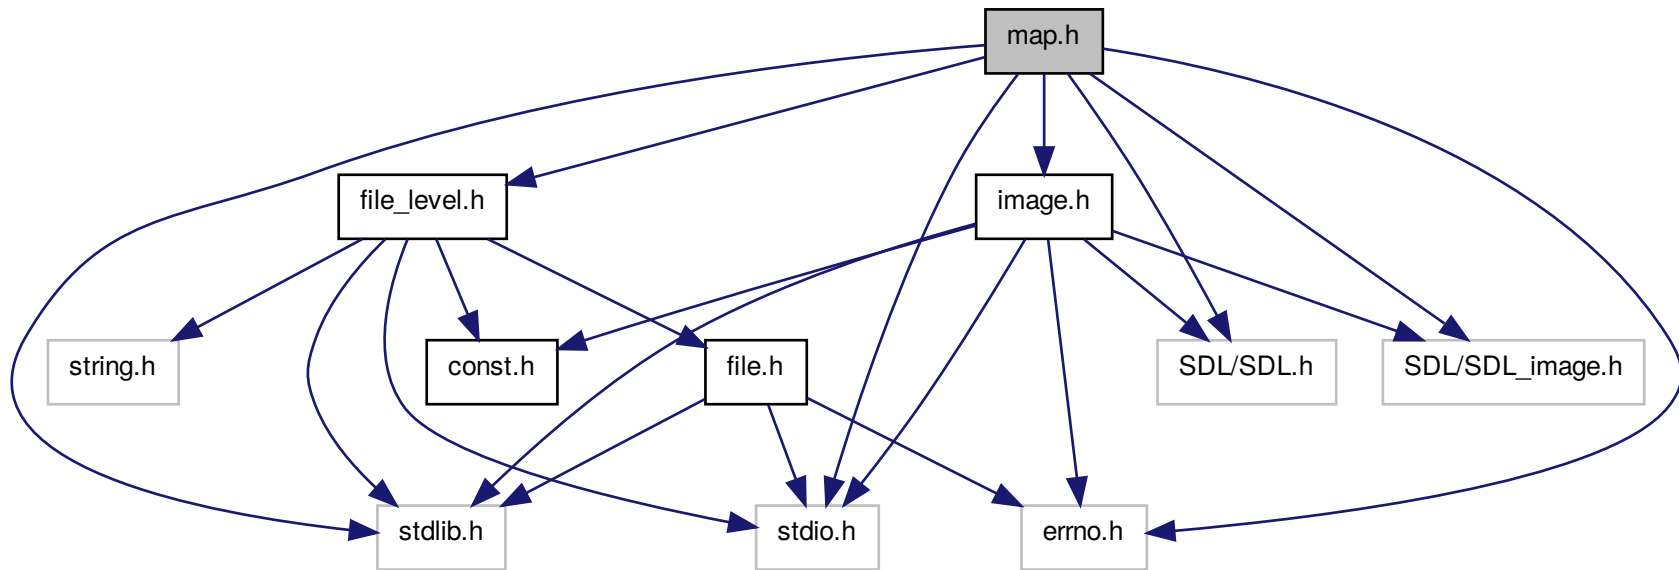 map.h
file_level.h
image.h
string.h
const.h
file.h
SDL/SDL.h
SDL/SDL_image.h
stdlib.h
stdio.h
errno.h